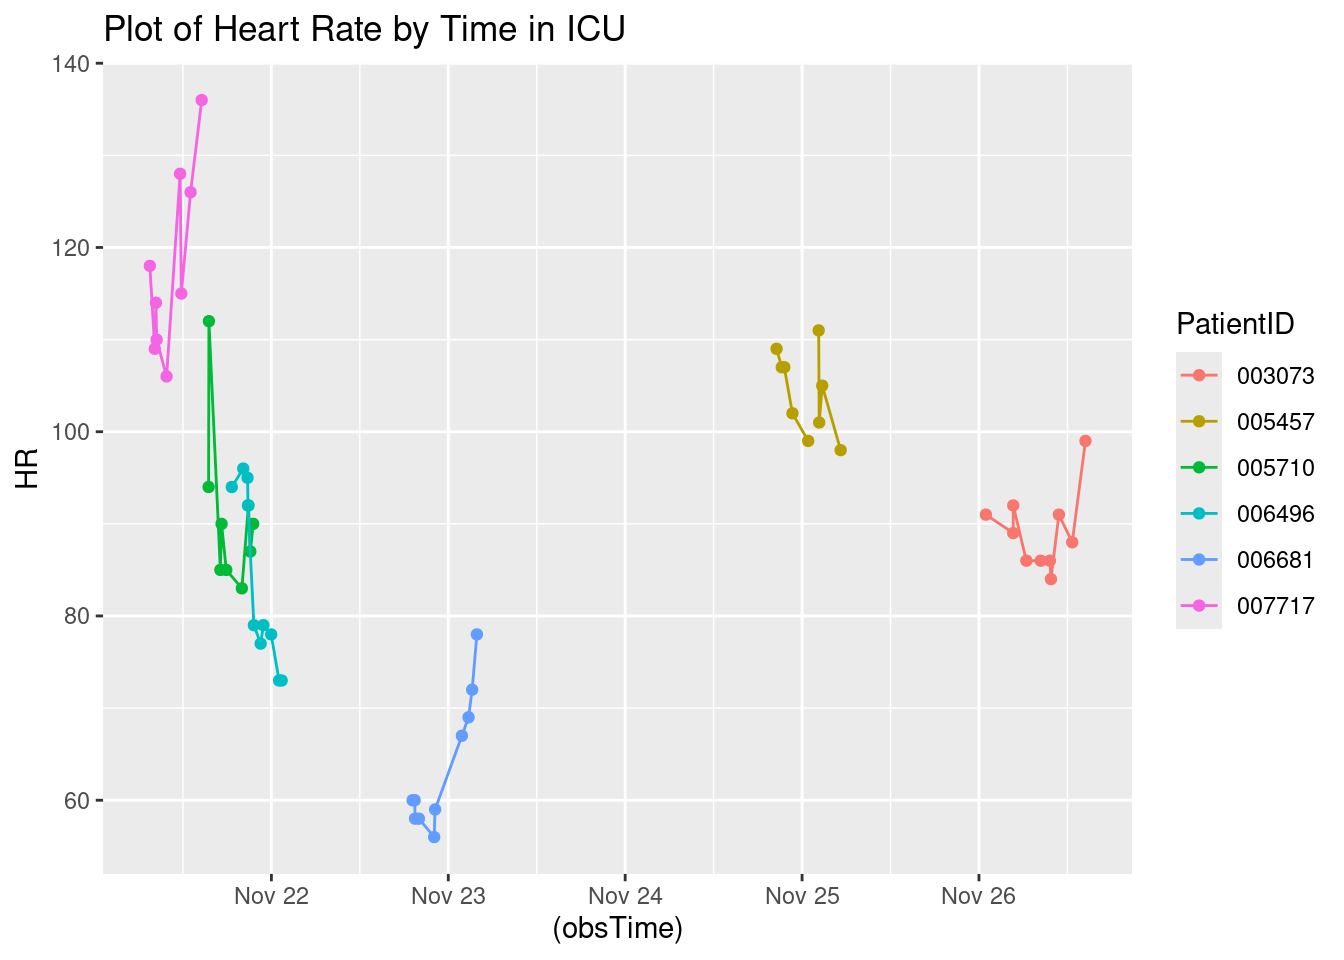 Plot of Heart Rate by Time in ICU
140
120
100
80
60
HR
Nov 22
Nov 23
Nov 24
Nov 25
Nov 26
(obsTime)
PatientID
003073
005457
005710
006496
006681
007717